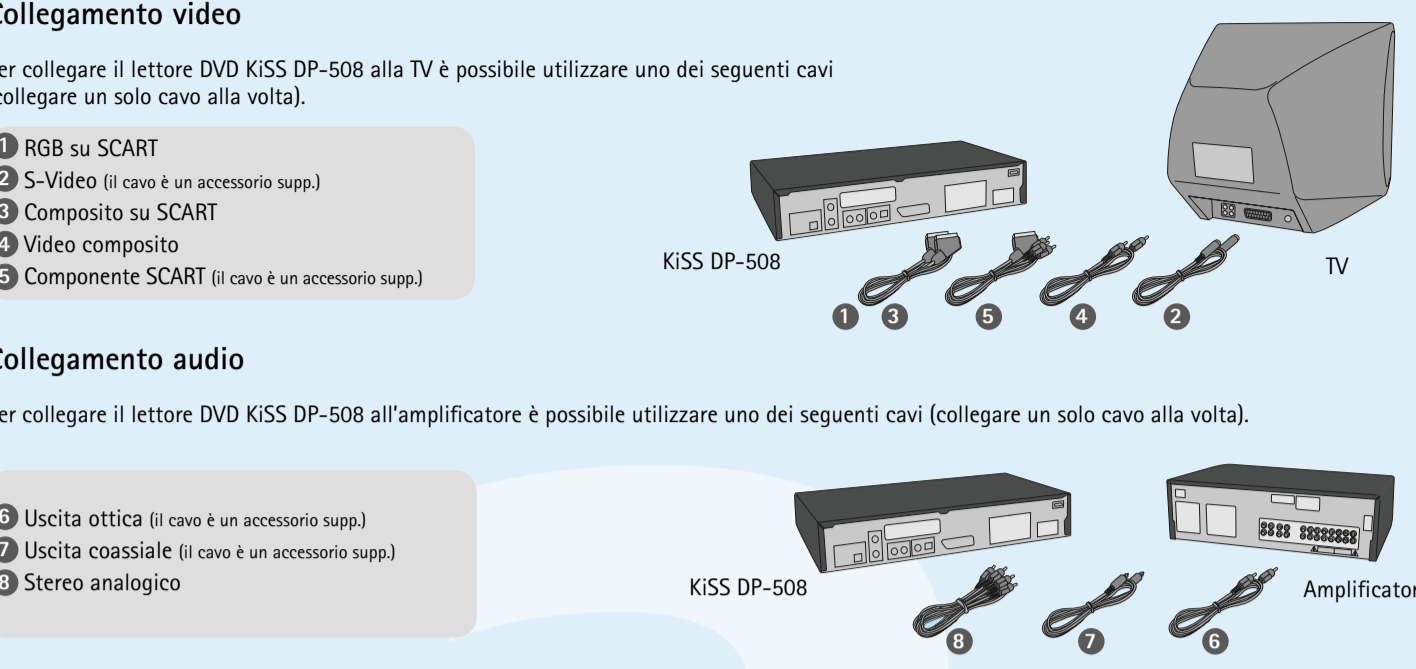 ollegamento video
er collegare il lettore DVD KiSS DP-508 alla TV è possibile utilizzare uno dei seguenti cavi
collegare un solo cavo alla volta).
1 RGB su SCART
2 S-Video (il cavo è un accessorio supp.)
3 Composito su SCART
4 Video composito
5 Componente SCART (il cavo è un accessorio supp.)
KiSS DP-508
TV
1 3 5 4 2
ollegamento audio
er collegare il lettore DVD KiSS DP-508 all'amplificatore è possibile utilizzare uno dei seguenti cavi (collegare un solo cavo alla volta).
6 Uscita ottica (il cavo è un accessorio supp.)
7 Uscita coassiale (il cavo è un accessorio supp.)
8 Stereo analogico
KiSS DP-508
Amplificator
8 7 6